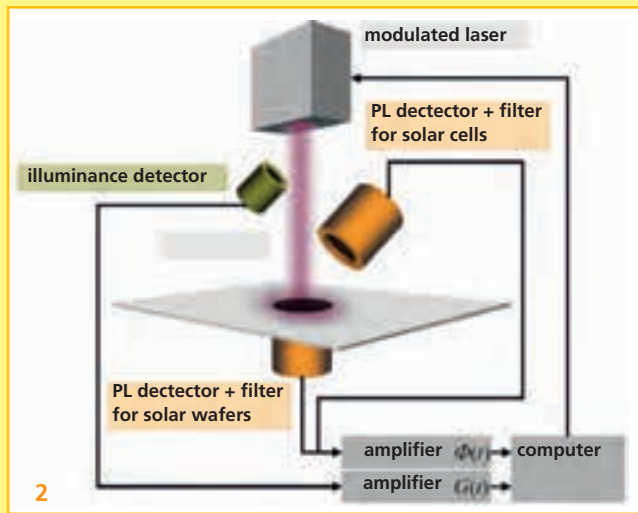 modulated laser
PL dectector + filter
for solar cells
illuminance detector
PL dectector + filter
for solar wafers
amplifier Φ(t)
computer
amplifier G(t)
2